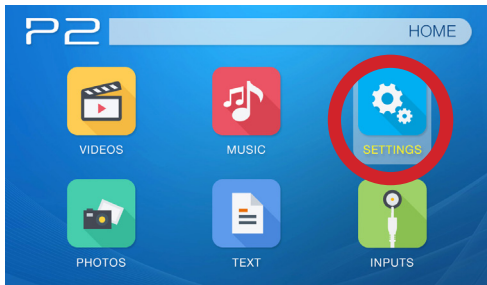 P2 HOME
VIDEOS MUSIC SETTINGS
PHOTOS TEXT INPUTS